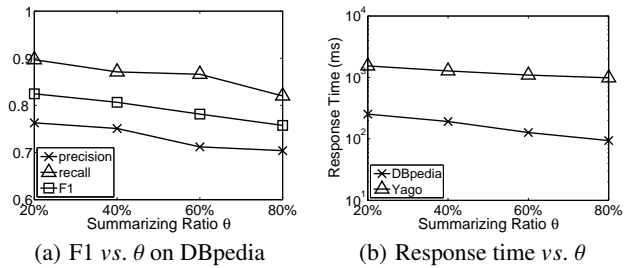 1
0.9
0.8
0.7
0.6
precision
recall
F1
20% 40% 60% 80%
Summarizing Ratio θ
(a) F1 vs. θ on DBpedia
Response Time (ms)
10^4
10^3
10^2
10^1
DBpedia
Yago
20% 40% 60% 80%
Summarizing Ratio θ
(b) Response time vs. θ